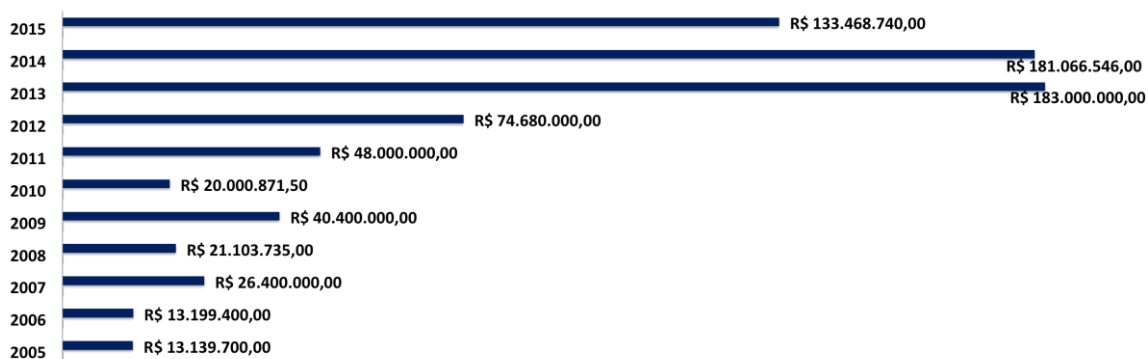 2015 R$ 133.468.740,00
2014 R$ 181.066.546,00
2013 R$ 183.000.000,00
2012 R$ 74.680.000,00
2011 R$ 48.000.000,00
2010 R$ 20.000.871,50
2009 R$ 40.400.000,00
2008 R$ 21.103.735,00
2007 R$ 26.400.000,00
2006 R$ 13.199.400,00
2005 R$ 13.139.700,00